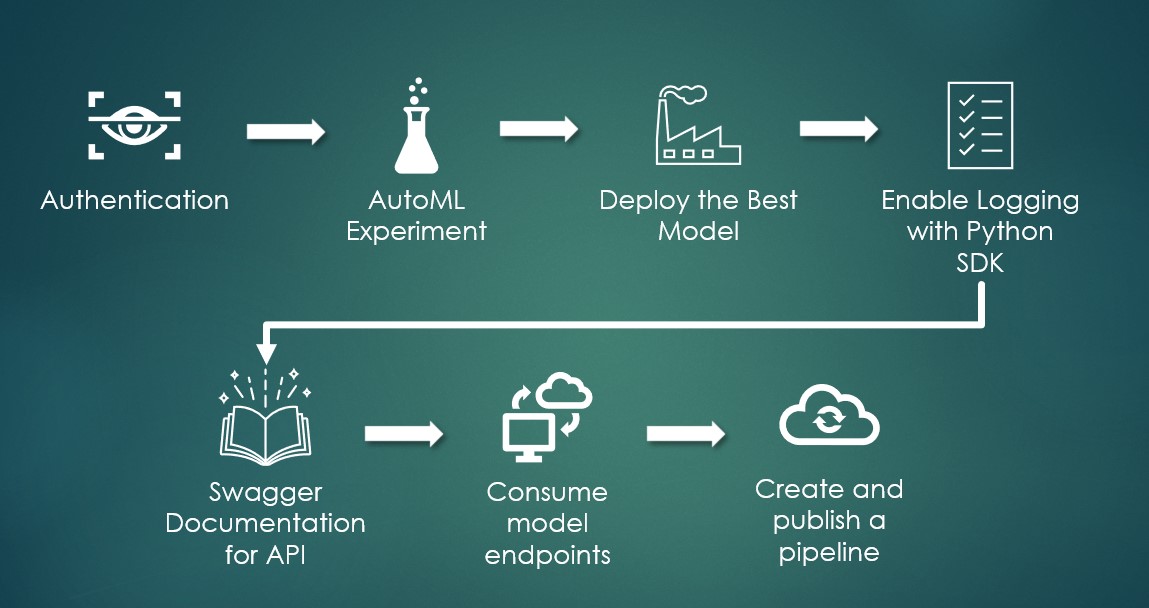 Authentication
AutoML
Experiment
Deploy the Best
Model
Enable Logging
with Python
SDK
Swagger
Documentation
for API
Consume
model
endpoints
Create and
publish a
pipeline